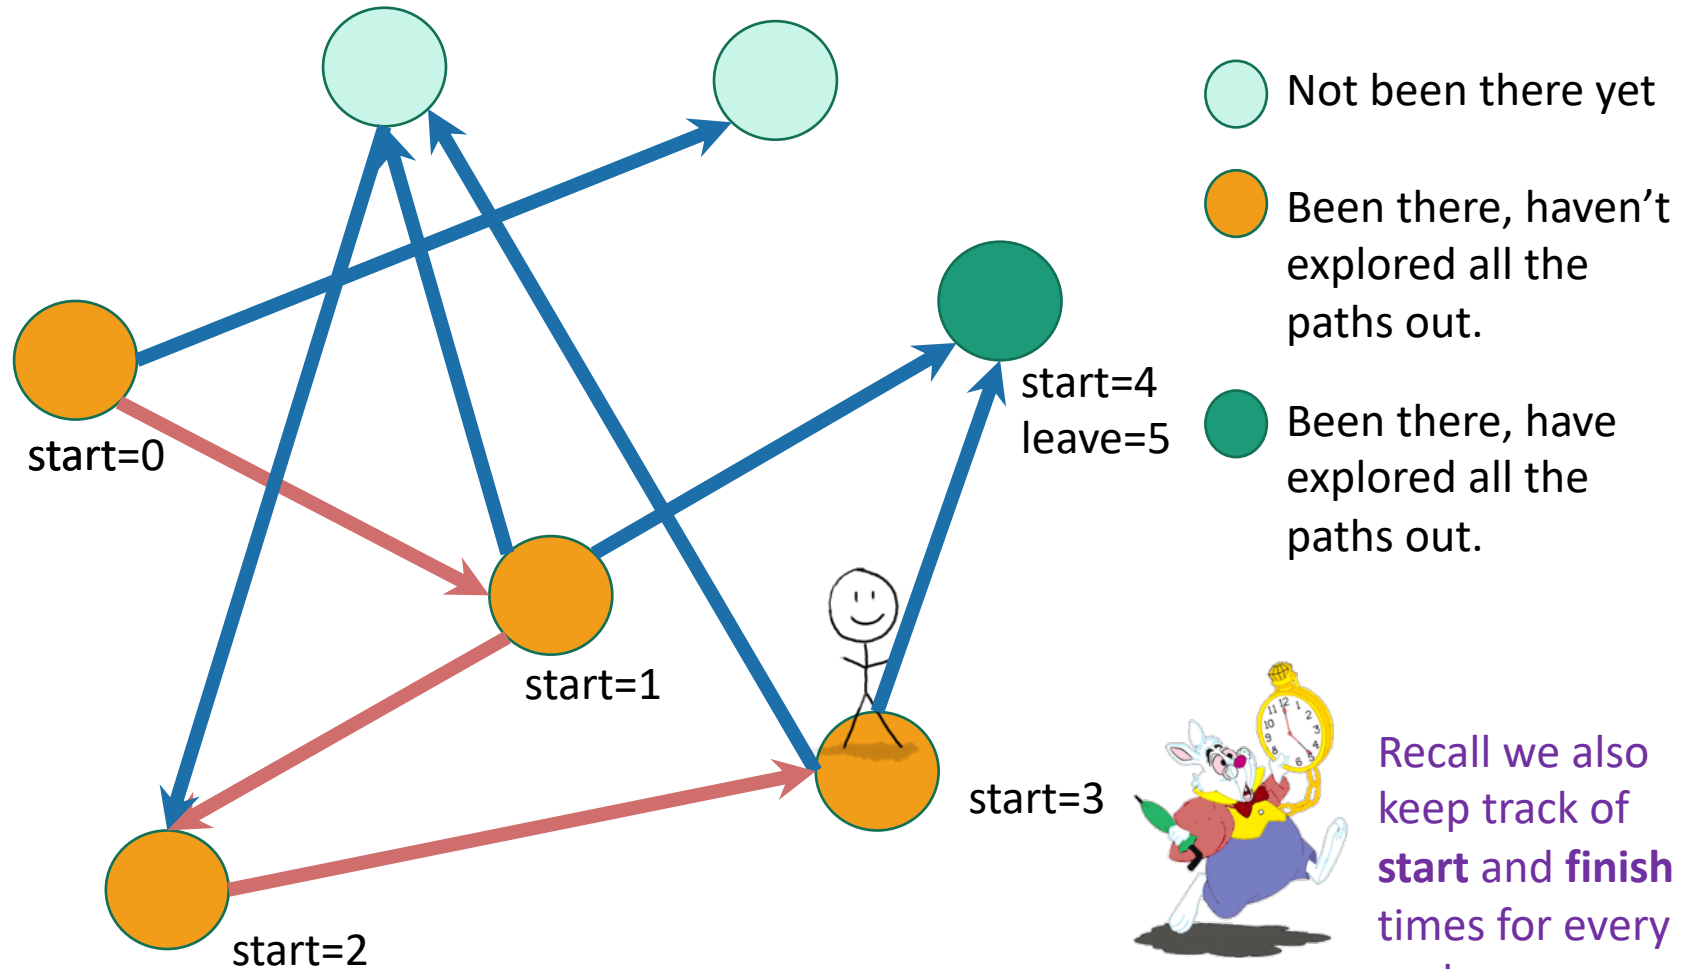 Not been there yet
Been there, haven’t
explored all the
paths out.
start=4
leave=5
Been there, have
explored all the
paths out.
start=0
start=1
start=3
start=2
Recall we also
keep track of
start and finish
times for every